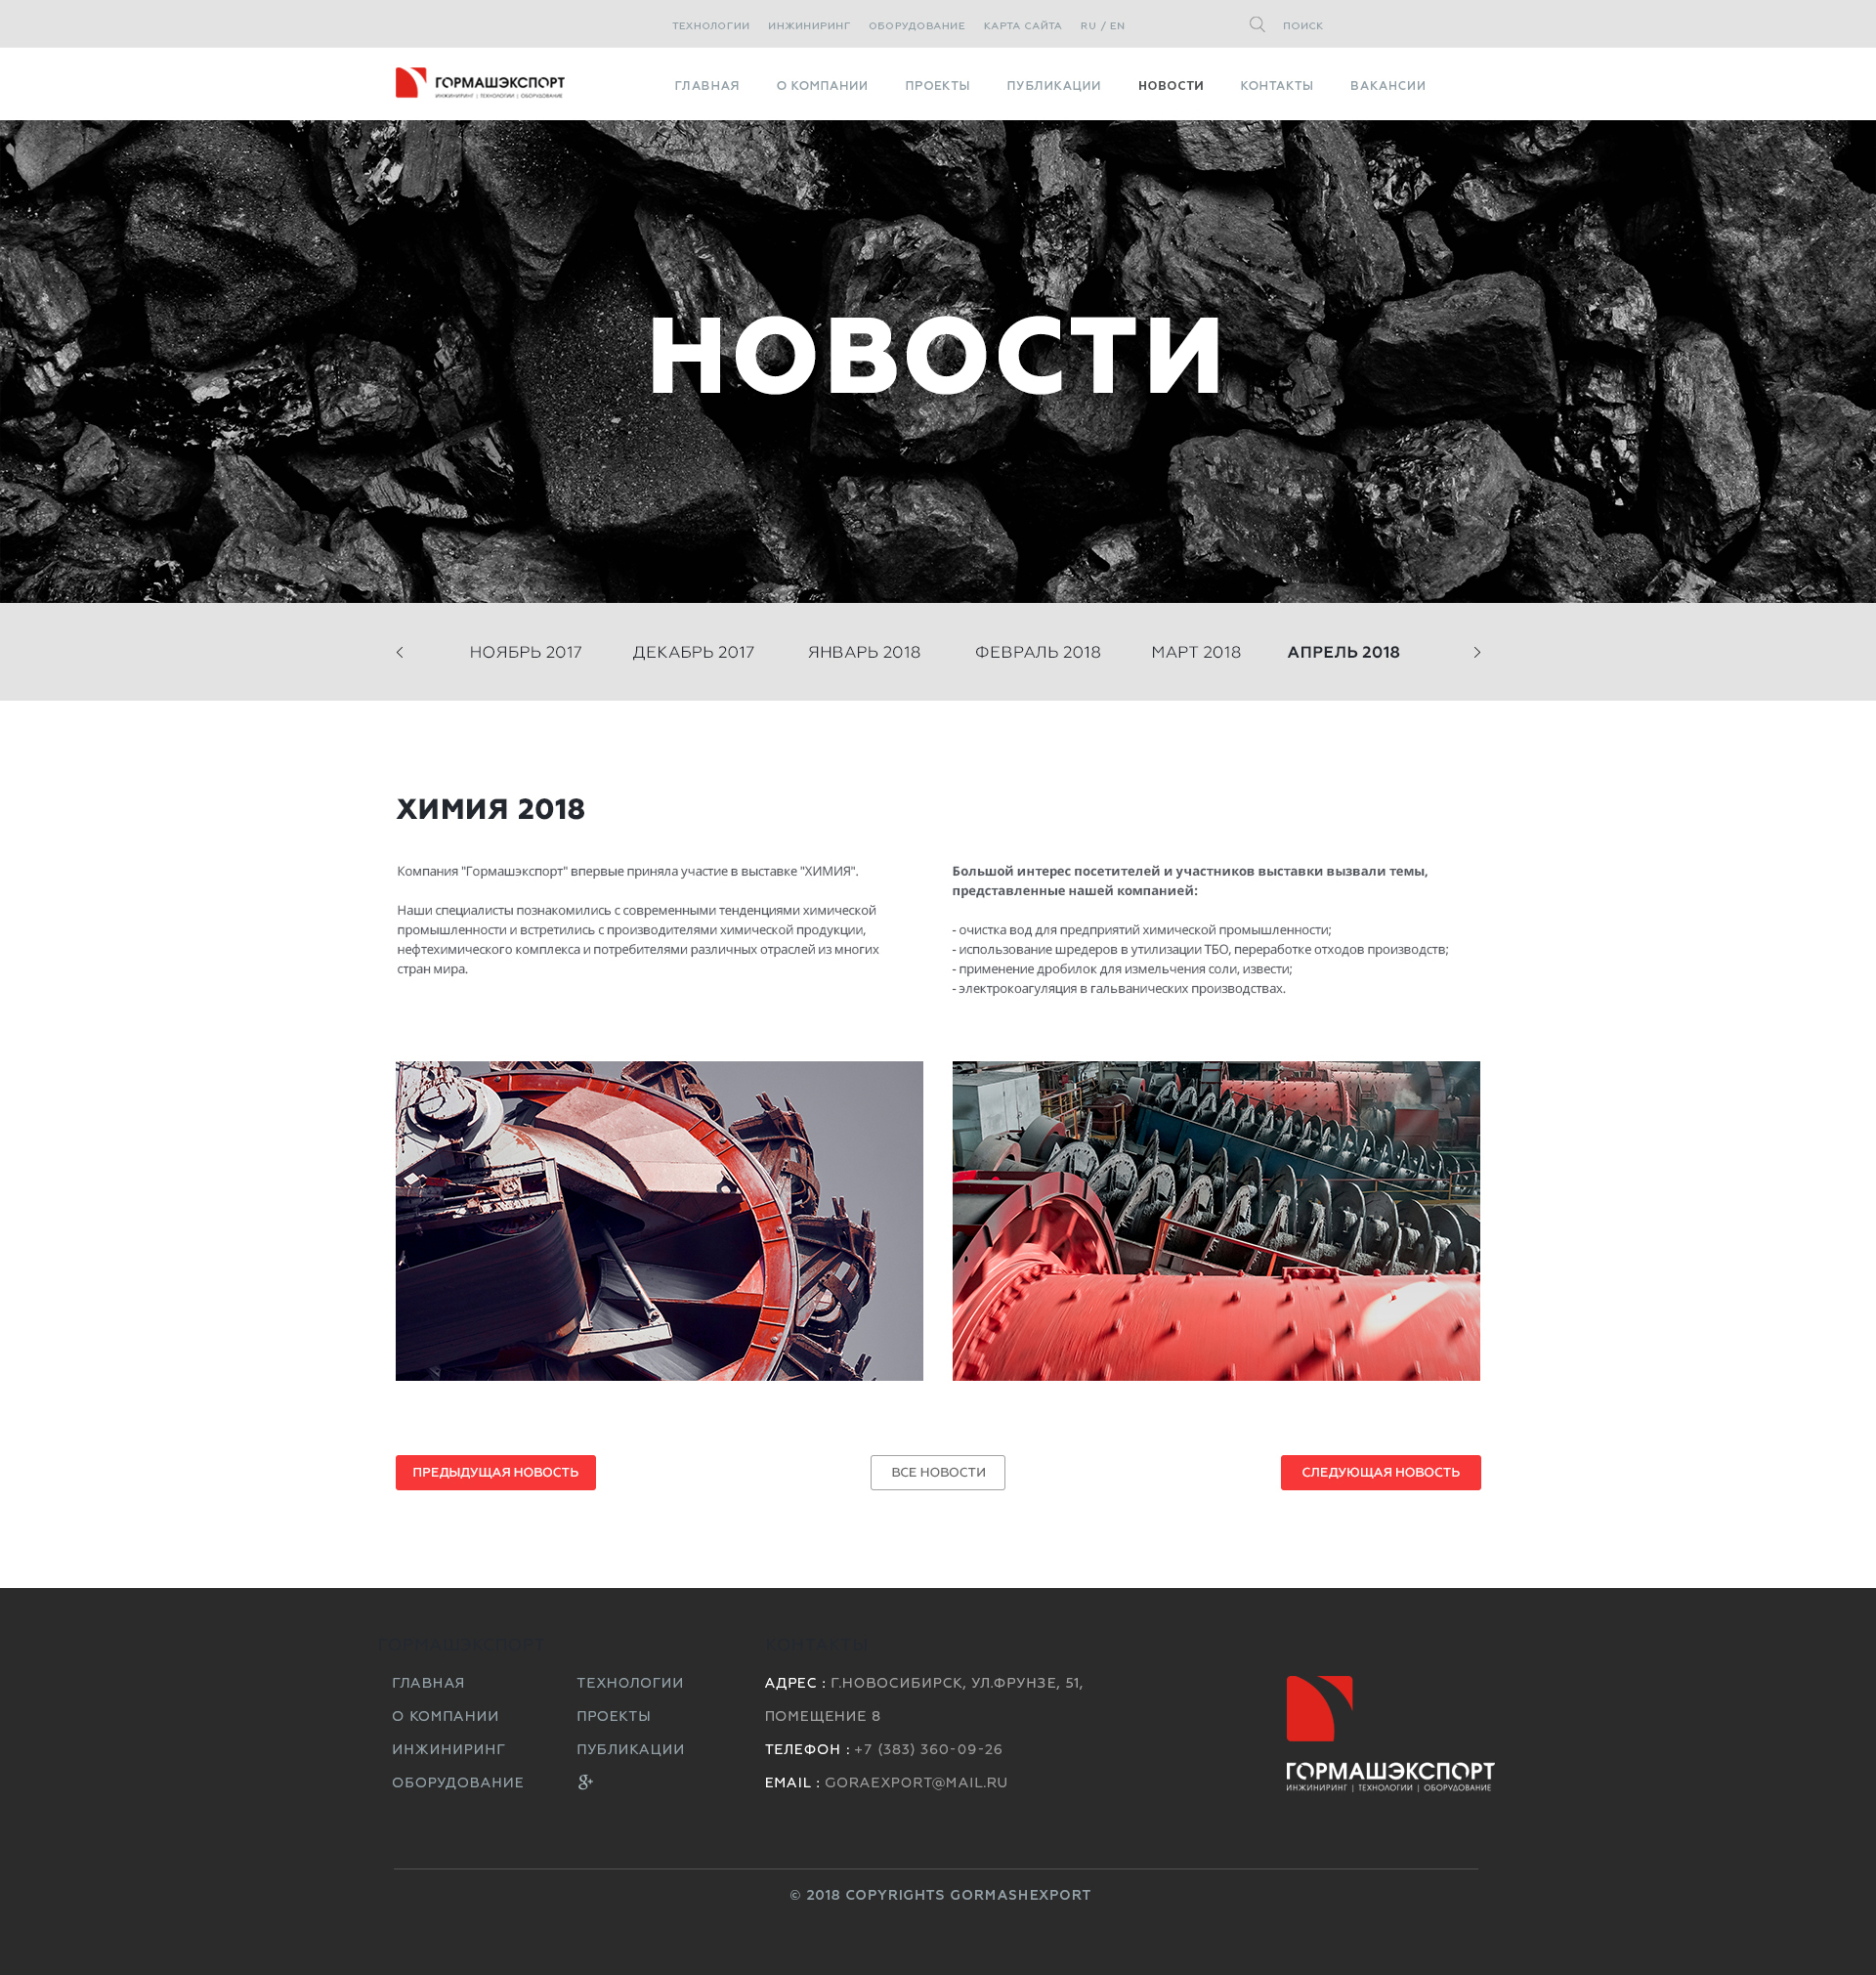 ТЕХНОЛОГИИ ИНЖИНИРИНГ ОБОРУДОВАНИЕ КАРТА САЙТА RU / EN ПОИСК
ГОРМАШЭКСПОРТ
ИНЖИНИРИНГ | ТЕХНОЛОГИИ | ОБОРУДОВАНИЕ
ГЛАВНАЯ О КОМПАНИИ ПРОЕКТЫ ПУБЛИКАЦИИ НОВОСТИ КОНТАКТЫ ВАКАНСИИ
НОВОСТИ
НОЯБРЬ 2017 ДЕКАБРЬ 2017 ЯНВАРЬ 2018 ФЕВРАЛЬ 2018 МАРТ 2018 АПРЕЛЬ 2018
ХИМИЯ 2018
Компания "Гормашэкспорт" впервые приняла участие в выставке "ХИМИЯ".
Наши специалисты познакомились с современными тенденциями химической
промышленности и встретились с производителями химической продукции,
нефтехимического комплекса и потребителями различных отраслей из многих
стран мира.
Большой интерес посетителей и участников выставки вызвали темы,
представленные нашей компанией:
- очистка вод для предприятий химической промышленности;
- использование шредеров в утилизации ТБО, переработке отходов производств;
- применение дробилок для измельчения соли, извести;
- электрокоагуляция в гальванических производствах.
ПРЕДЫДУЩАЯ НОВОСТЬ ВСЕ НОВОСТИ СЛЕДУЮЩАЯ НОВОСТЬ
ГОРМАШЭКСПОРТ
ГЛАВНАЯ
О КОМПАНИИ
ИНЖИНИРИНГ
ОБОРУДОВАНИЕ
ТЕХНОЛОГИИ
ПРОЕКТЫ
ПУБЛИКАЦИИ
g+
КОНТАКТЫ
АДРЕС : Г.НОВОСИБИРСК, УЛ.ФРУНЗЕ, 51,
ПОМЕЩЕНИЕ 8
ТЕЛЕФОН : +7 (383) 360-09-26
EMAIL : GORAEXPORT@MAIL.RU
ГОРМАШЭКСПОРТ
ИНЖИНИРИНГ | ТЕХНОЛОГИИ | ОБОРУДОВАНИЕ
© 2018 COPYRIGHTS GORMASHEXPORT